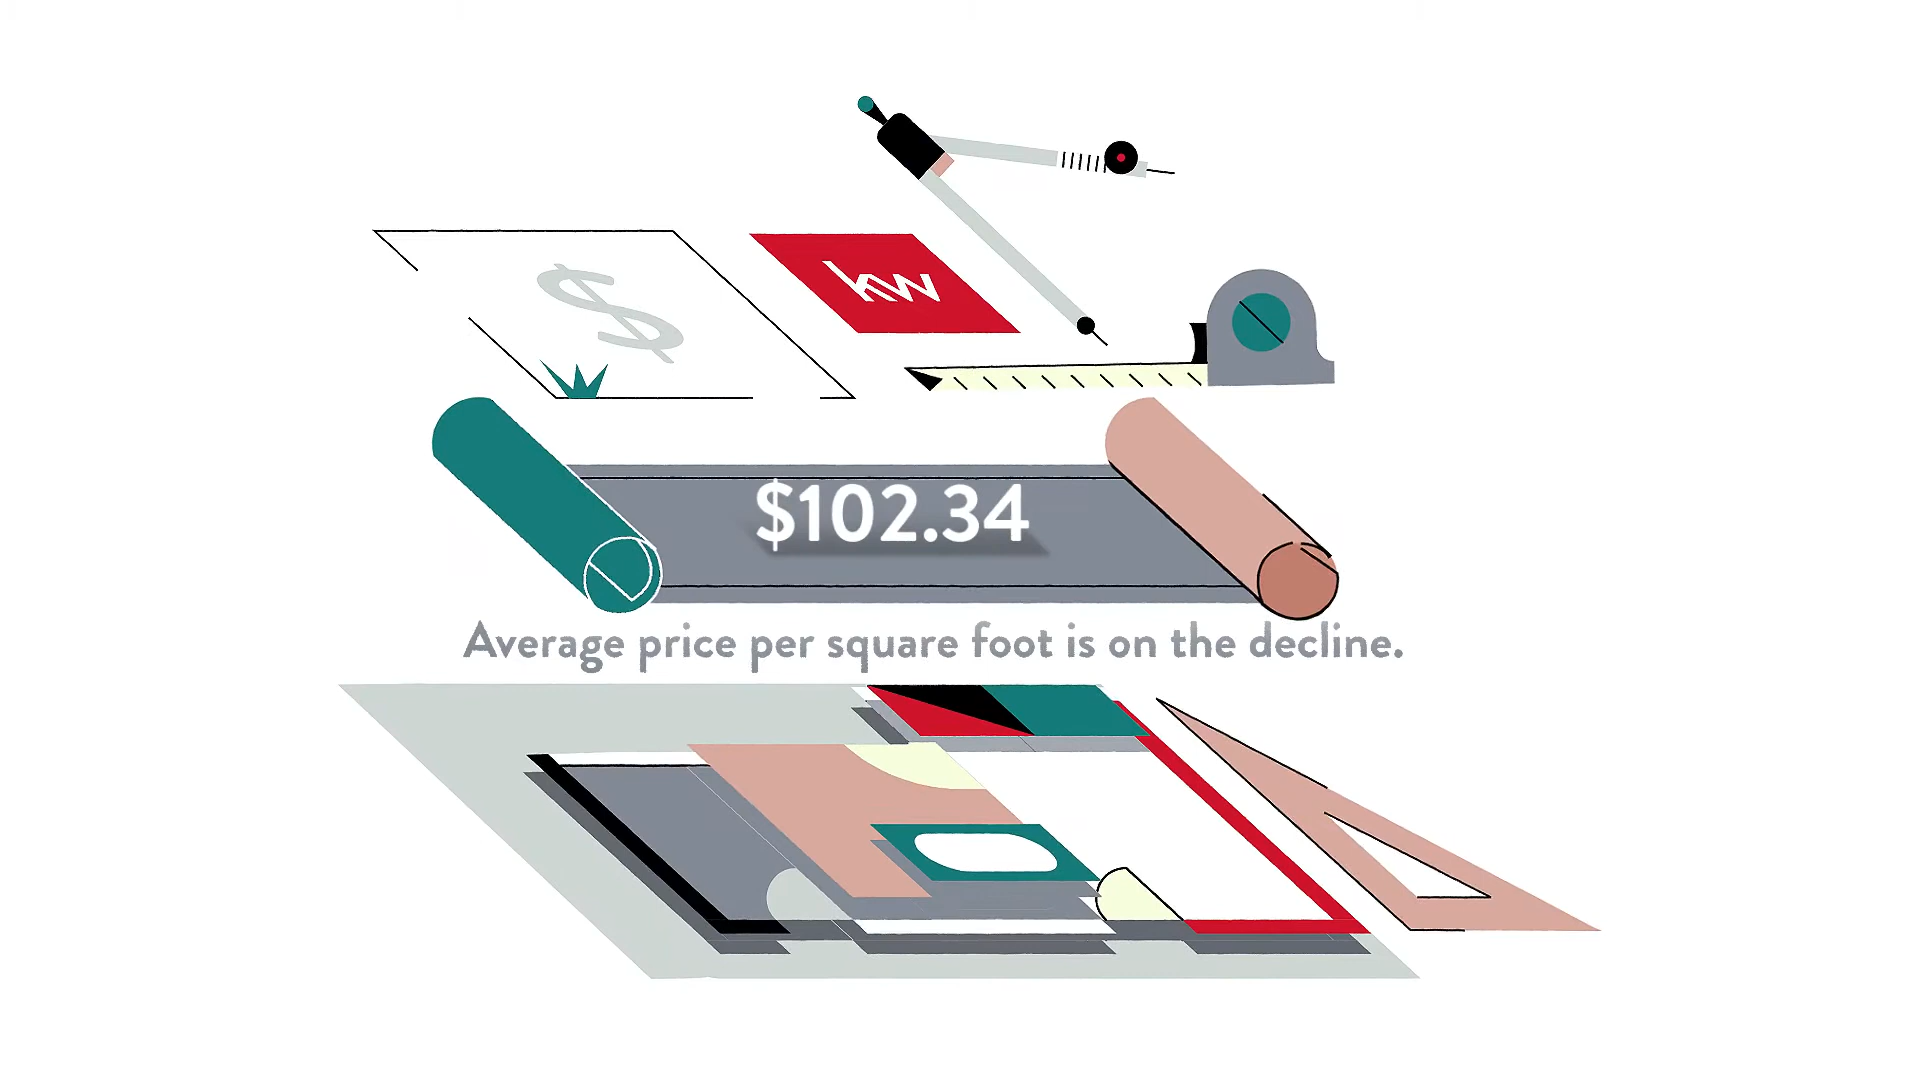 $
kw
$102.34
Average price per square foot is on the decline.